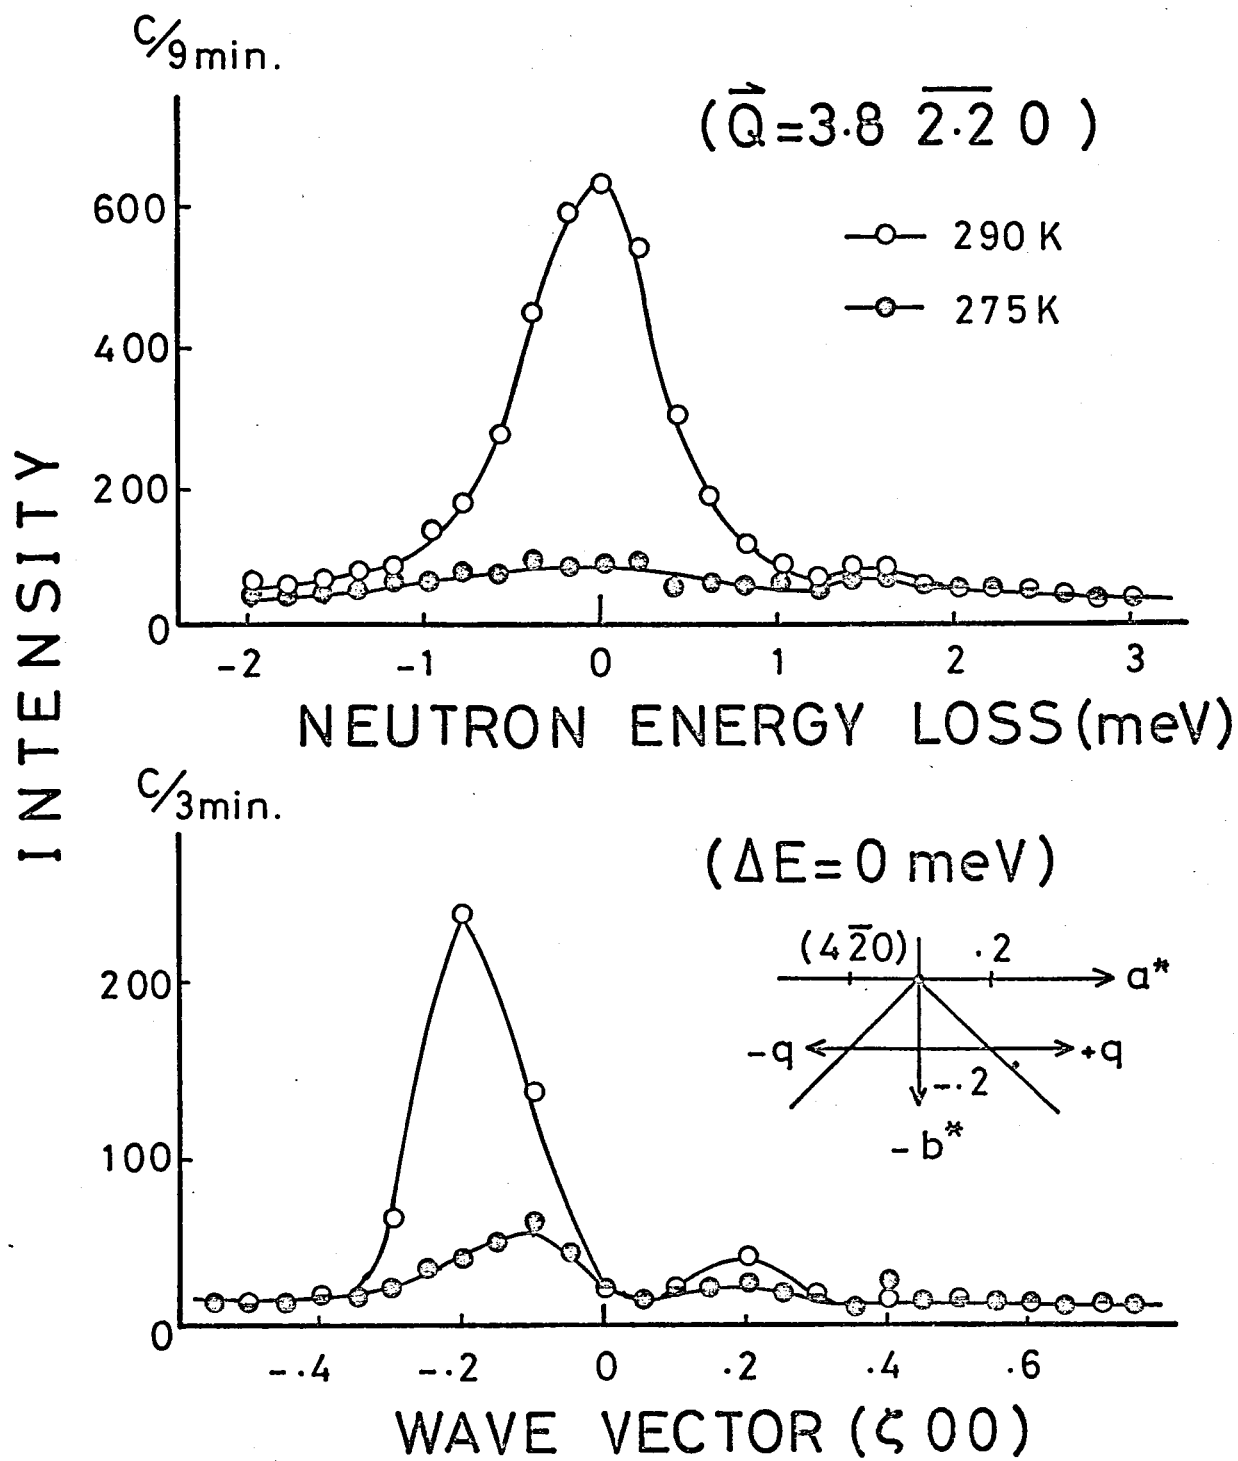 C/9min.
(Q⃗=3.8 2̅.̅2̅ 0 )
600
290 K
275 K
400
200
0
-2 -1 0 1 2 3
NEUTRON ENERGY LOSS (meV)
INTENSITY
C/3min.
(ΔE=0 meV)
(42̅0) .2
a*
200
-q +q
-.2
-b*
100
0
-.4 -.2 0 .2 .4 .6
WAVE VECTOR (ζ00)